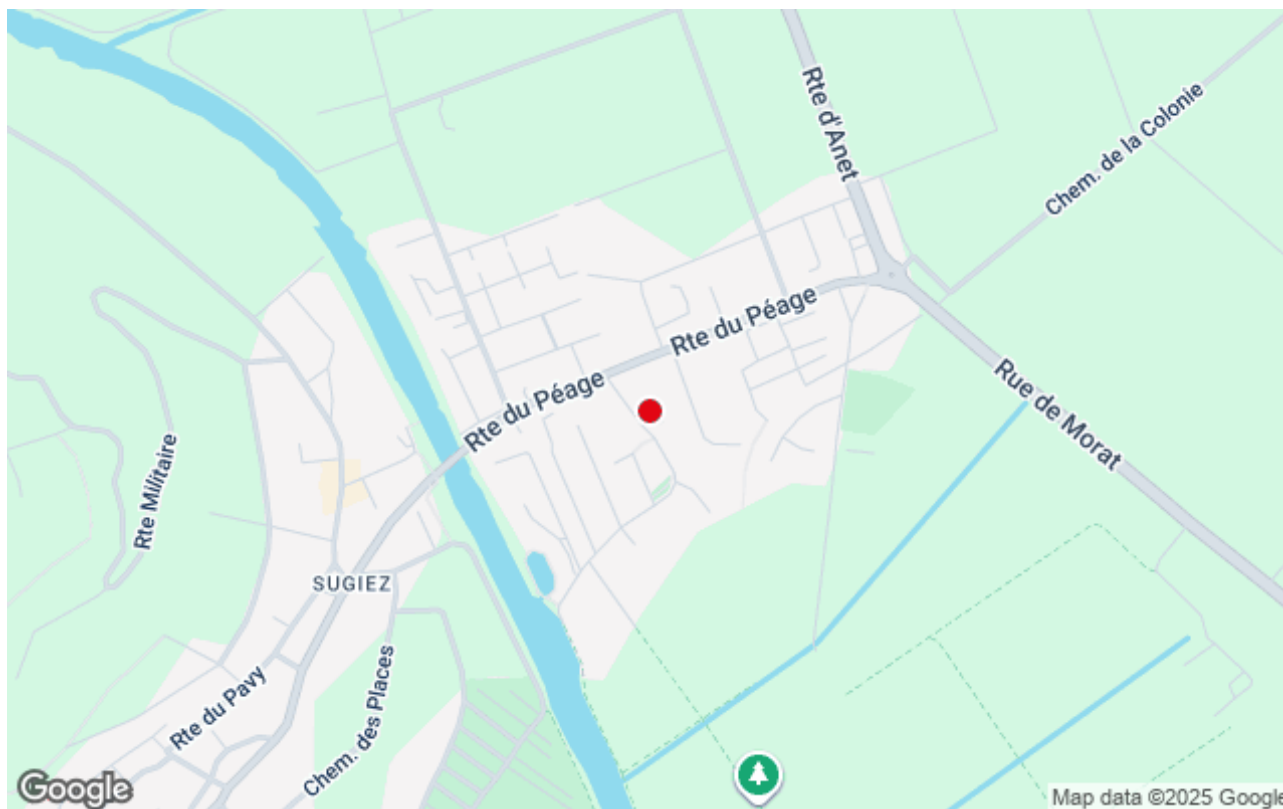 Rte d'Anet
Chem. de la Colonie
Rte du Péage
Rte du Péage
Rue de Morat
Rte Militaire
SUGIEZ
Rte du Pavy
Chem. des Places
Google
Map data ©2025 Google